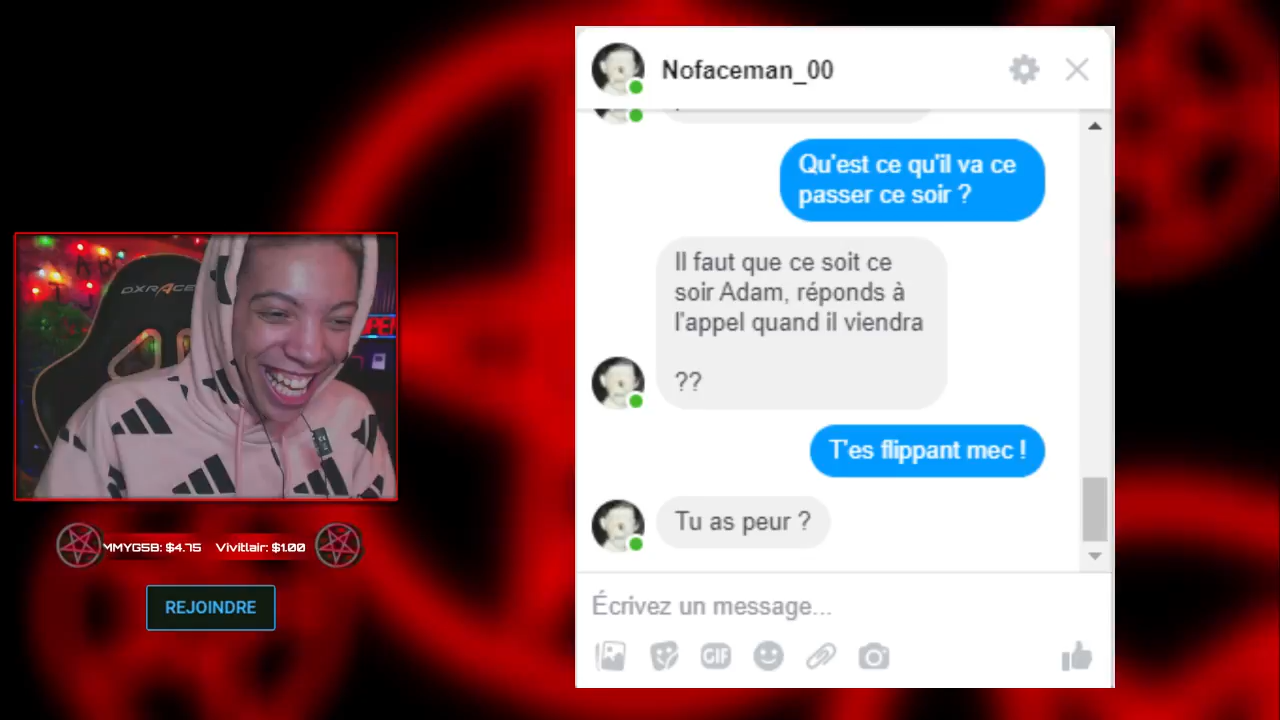 Nofaceman_00
Qu'est ce qu'il va ce
passer ce soir ?
Il faut que ce soit ce
soir Adam, réponds à
l'appel quand il viendra
??
T'es flippant mec !
Tu as peur ?
Écrivez un message...
GIF
DXRACE
MMYG5B: $4.75 Vivitlair: $1.00
REJOINDRE